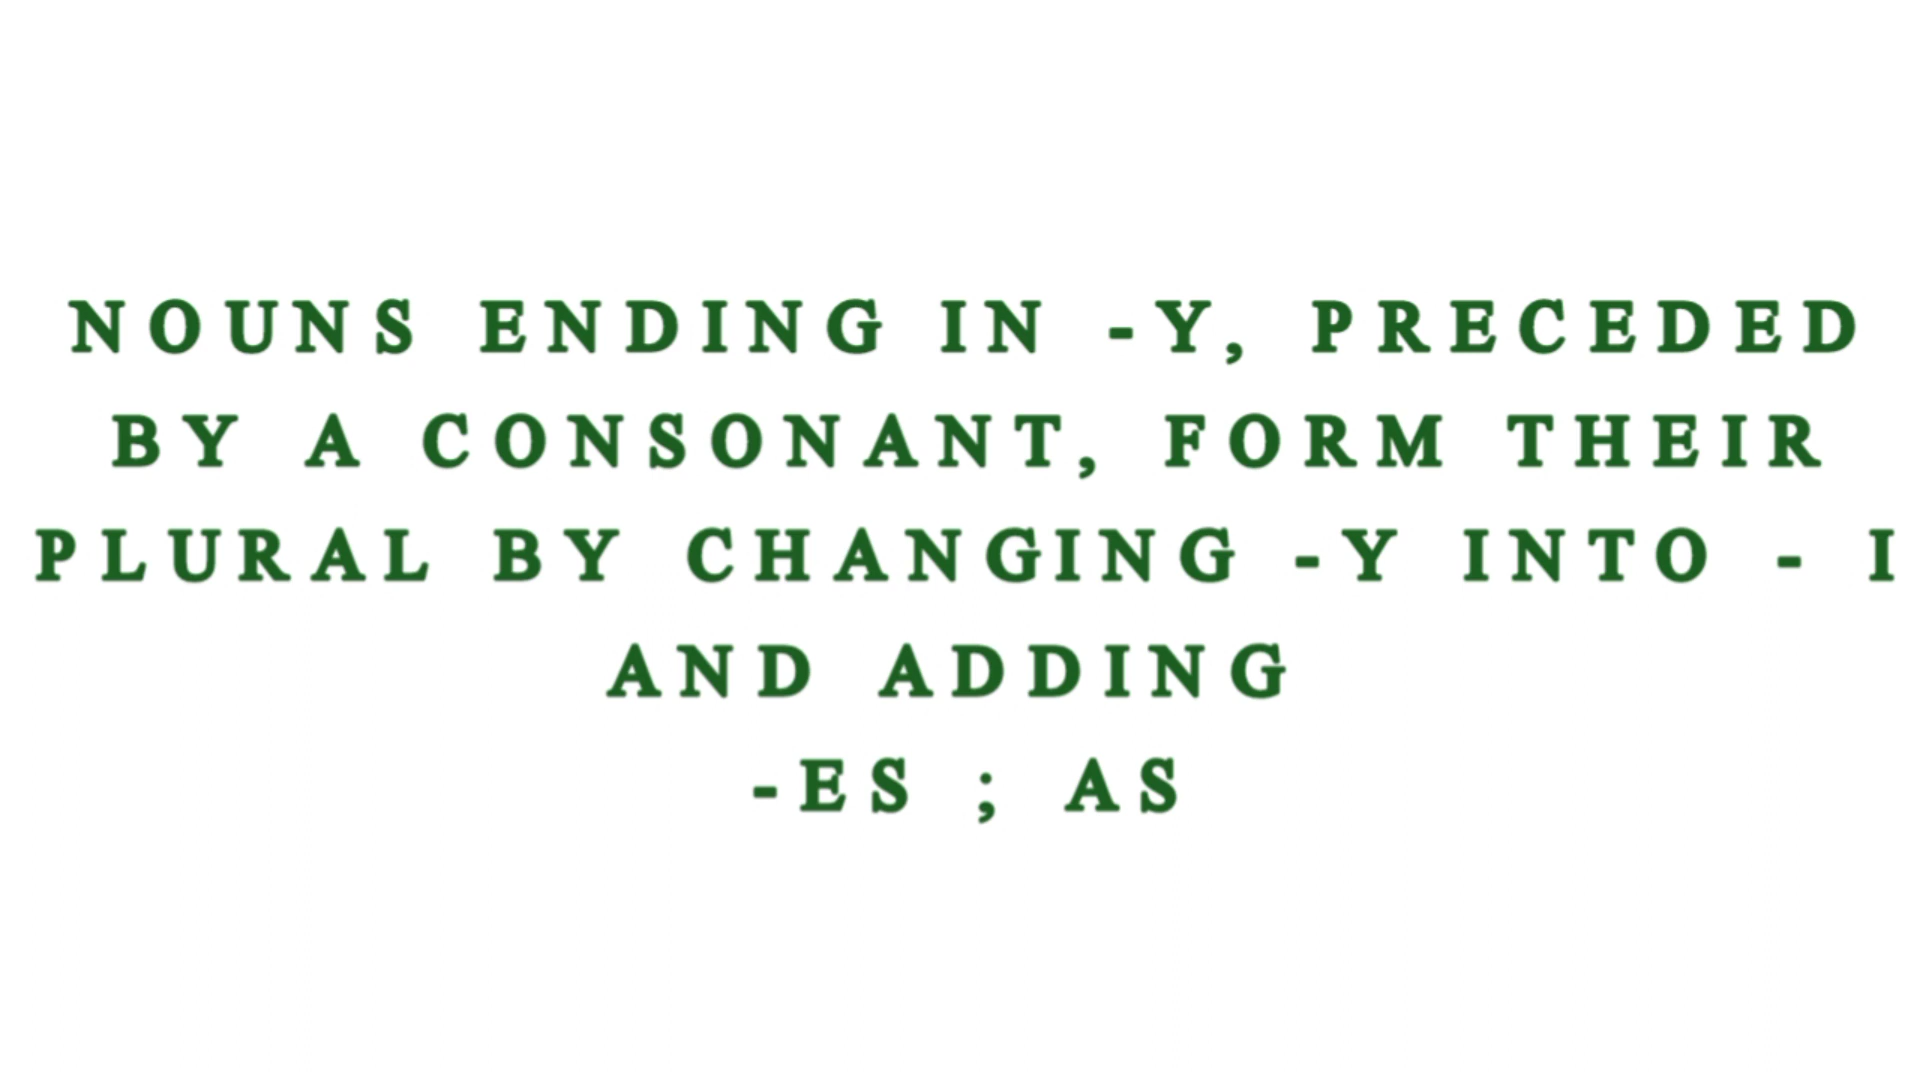 NOUNS ENDING IN -Y, PRECEDED
BY A CONSONANT, FORM THEIR
PLURAL BY CHANGING -Y INTO - I
AND ADDING
-ES ; AS